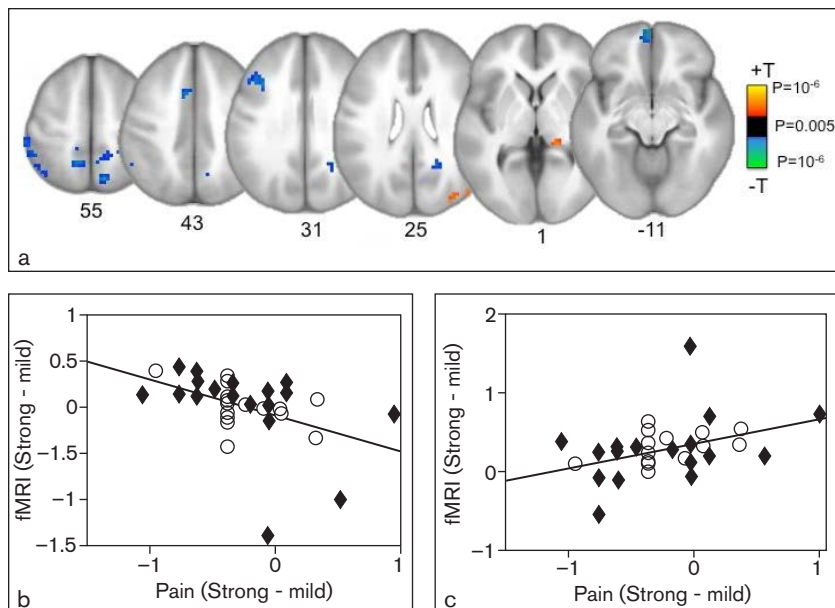 +T
P=10-6
P=0.005
P=10-6
-T
55
43
31
25
1
-11
a
1
0.5
0
−1.5
−1
−1.5
fMRI (Strong - mild)
−1
0
1
Pain (Strong - mild)
b
2
1
0
−1
fMRI (Strong - mild)
−1
0
1
Pain (Strong - mild)
c